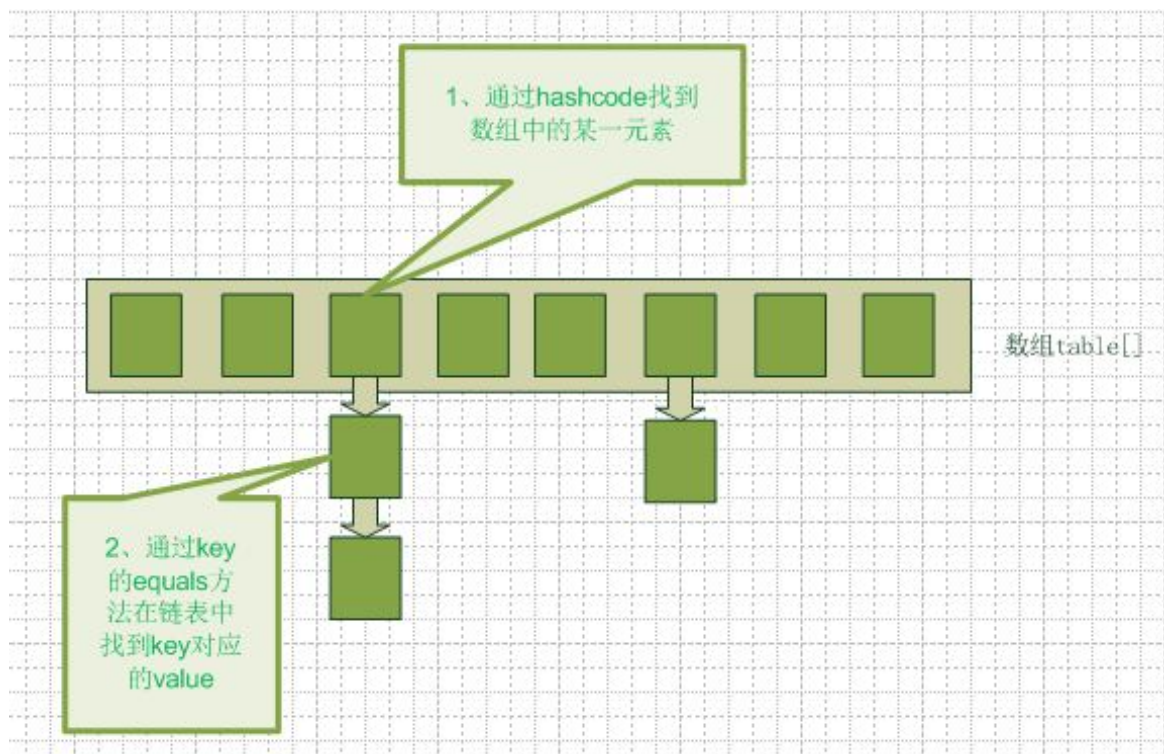 1、通过hashcode找到
数组中的某一元素
数组table[]
2、通过key
的equals方
法在链表中
找到key对应
的value